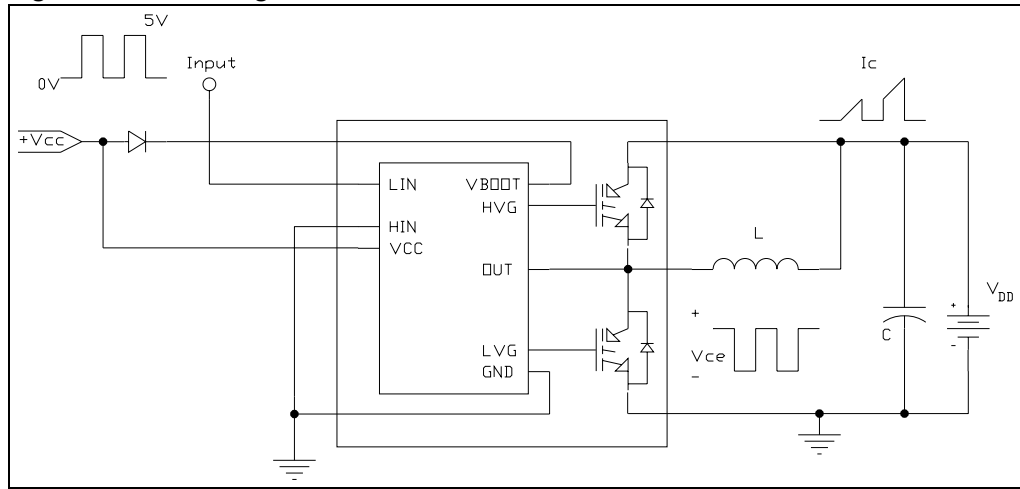 5V
0V
Input
Ic
+Vcc
LIN
VBOOT
HVG
HIN
VCC
OUT
L
VDD
+
-
C
+
Vce
-
LVG
GND